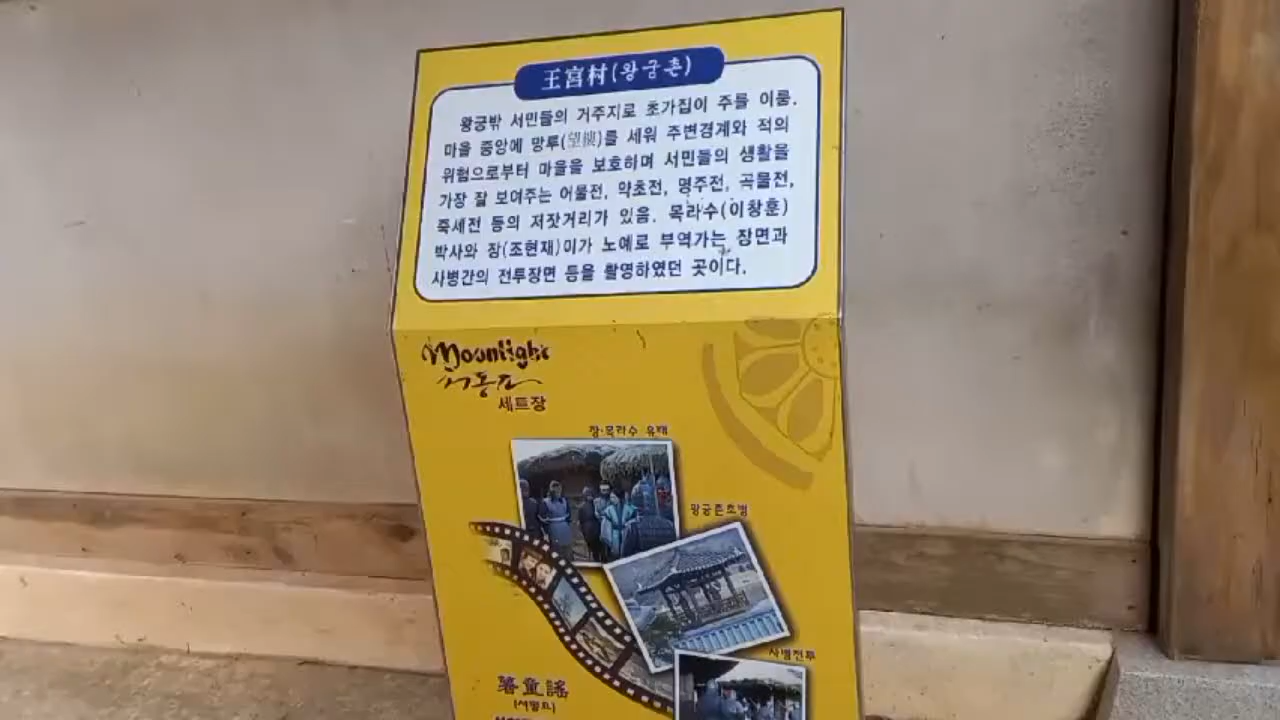 王宮村(왕궁촌)
왕궁밖 서민들의 거주지로 초가집이 주를 이룸.
마을 중앙에 망루(望樓)를 세워 주변경계와 적의
위험으로부터 마을을 보호하며 서민들의 생활을
가장 잘 보여주는 어물전, 약초전, 명주전, 곡물전,
죽세전 등의 저잣거리가 있음. 목라수(이창훈)
박사와 장(조현재)이가 노예로 부역가는 장면과
사병간의 전투장면 등을 촬영하였던 곳이다.
Moonlight
서동요
세트장
장·목라수 유배
왕궁촌호병
사병전투
薯童謠
(서동요)